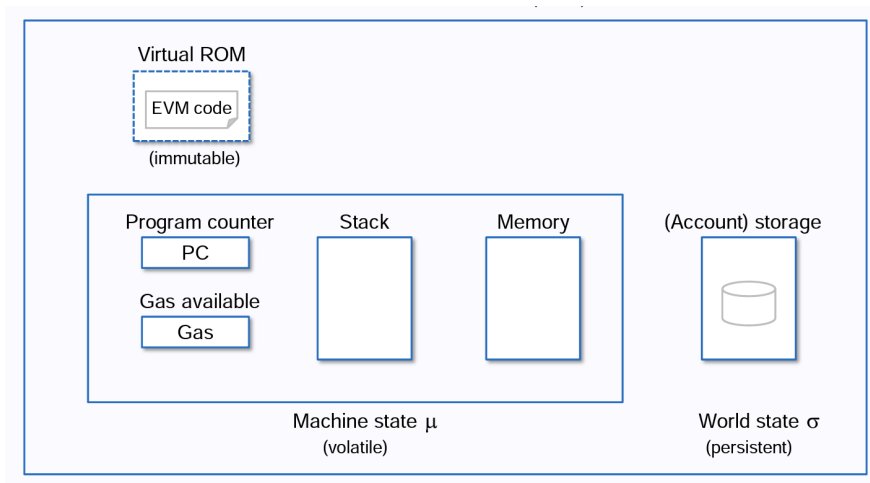 Virtual ROM
EVM code
(immutable)
Program counter
PC
Gas available
Gas
Stack
Memory
(Account) storage
Machine state μ
(volatile)
World state σ
(persistent)